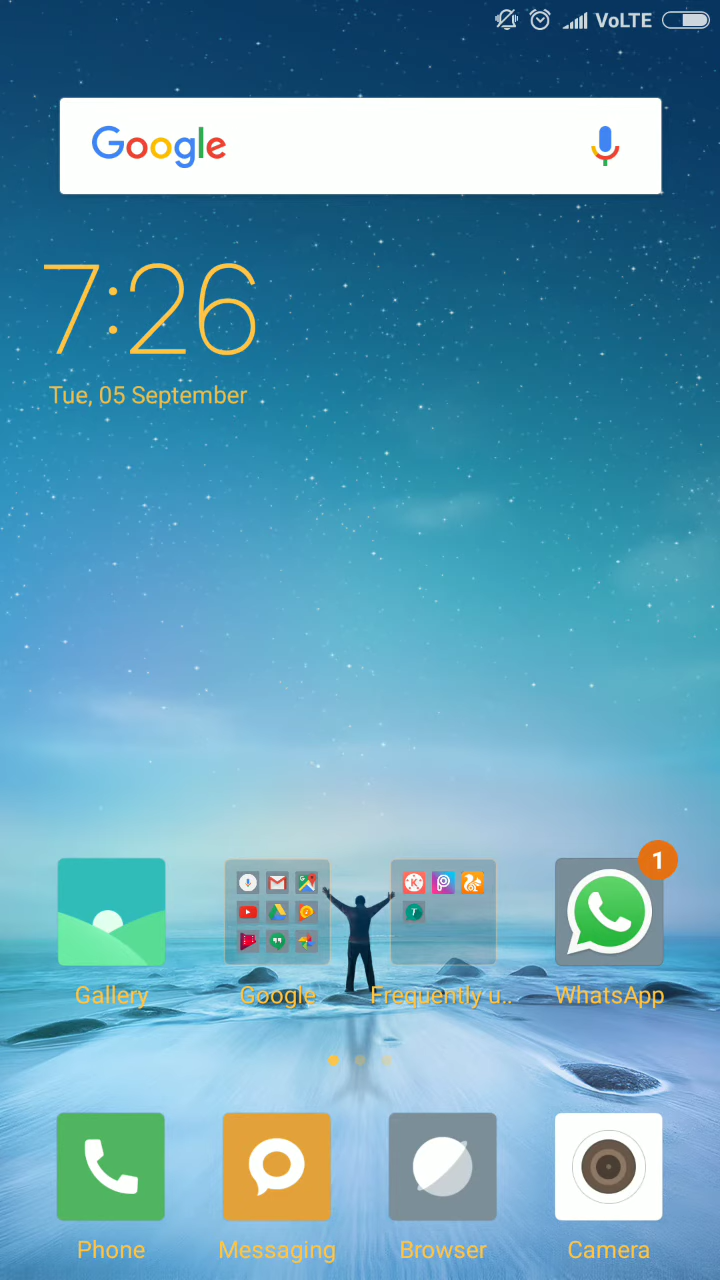 VoLTE
Google
7:26
Tue, 05 September
1
Gallery
Google
Frequently u..
WhatsApp
Phone
Messaging
Browser
Camera